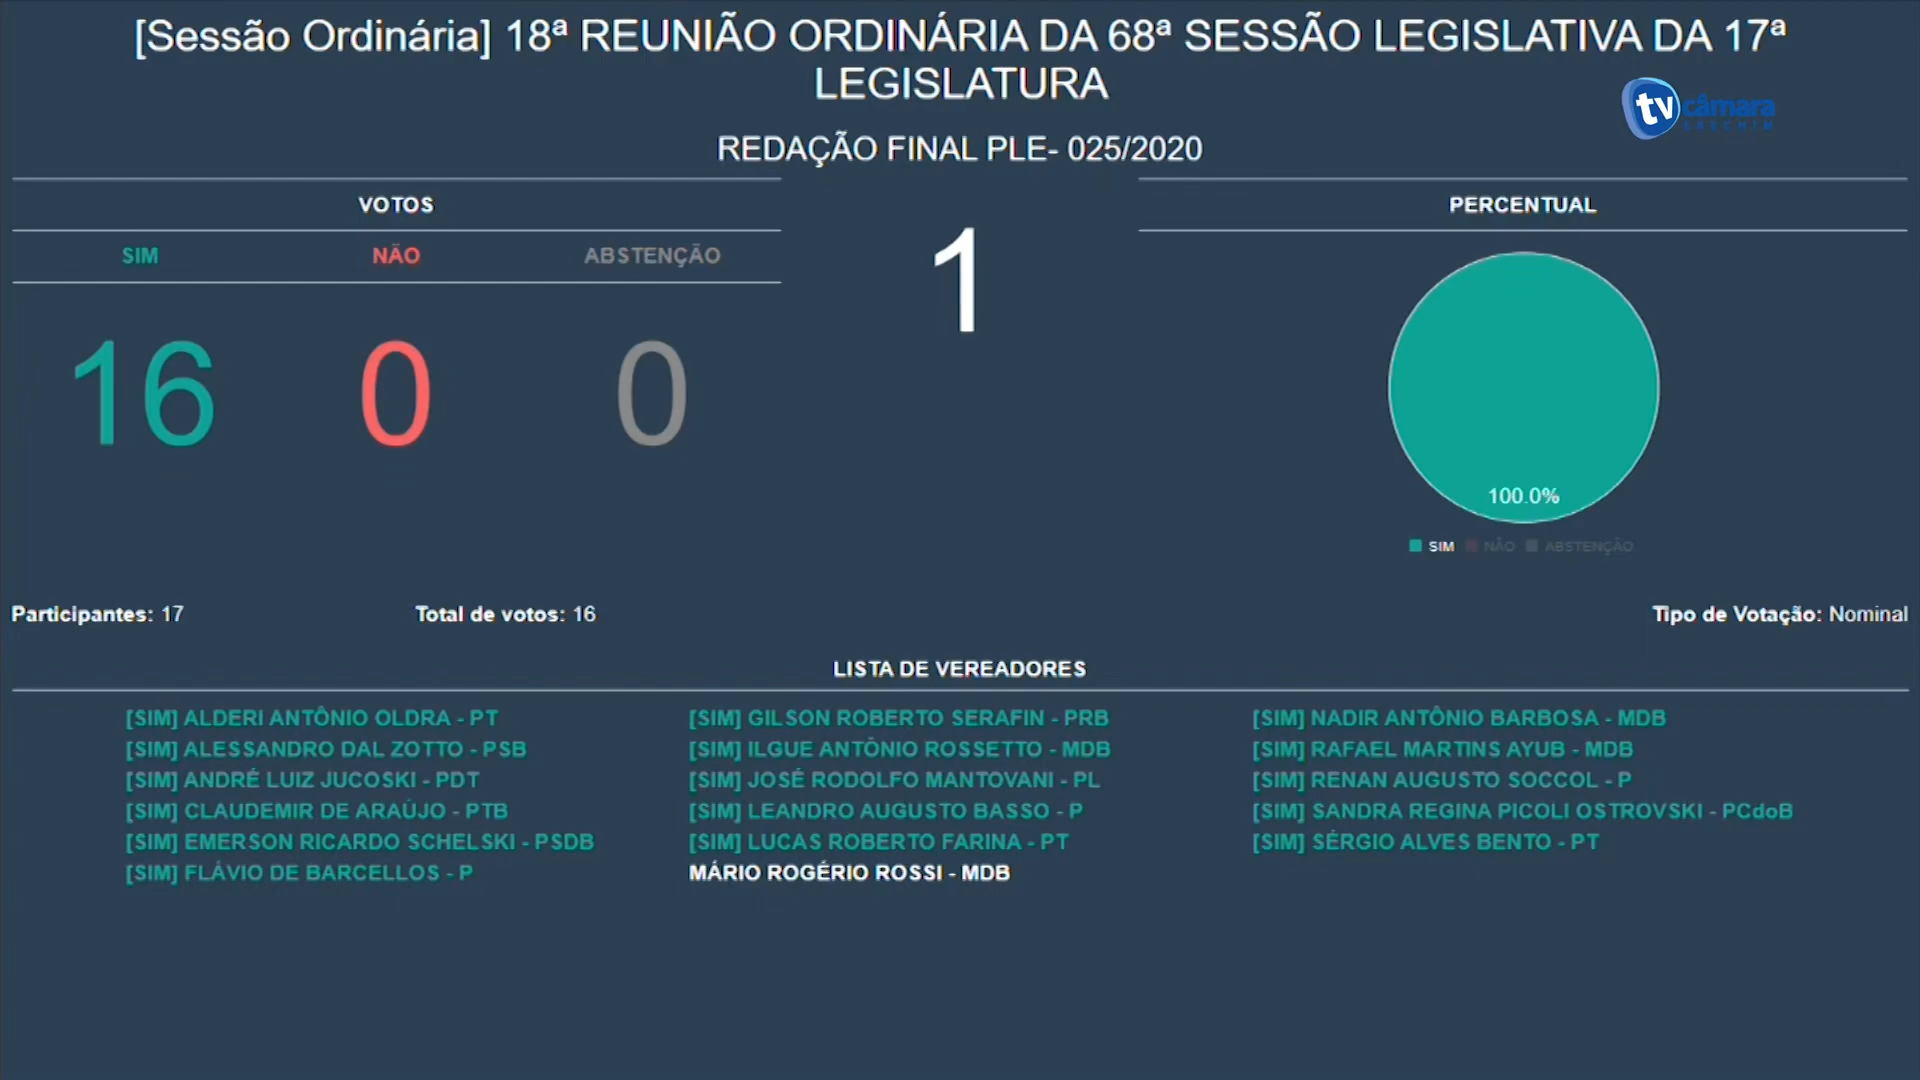 [Sessão Ordinária] 18ª REUNIÃO ORDINÁRIA DA 68ª SESSÃO LEGISLATIVA DA 17ª
LEGISLATURA
tv câmara
ERECHIM
REDAÇÃO FINAL PLE- 025/2020
VOTOS
SIM NÃO ABSTENÇÃO
16 0 0
1
PERCENTUAL
100.0%
SIM NÃO ABSTENÇÃO
Participantes: 17 Total de votos: 16 Tipo de Votação: Nominal
LISTA DE VEREADORES
[SIM] ALDERI ANTÔNIO OLDRA - PT
[SIM] ALESSANDRO DAL ZOTTO - PSB
[SIM] ANDRÉ LUIZ JUCOSKI - PDT
[SIM] CLAUDEMIR DE ARAÚJO - PTB
[SIM] EMERSON RICARDO SCHELSKI - PSDB
[SIM] FLÁVIO DE BARCELLOS - P
[SIM] GILSON ROBERTO SERAFIN - PRB
[SIM] ILGUE ANTÔNIO ROSSETTO - MDB
[SIM] JOSÉ RODOLFO MANTOVANI - PL
[SIM] LEANDRO AUGUSTO BASSO - P
[SIM] LUCAS ROBERTO FARINA - PT
MÁRIO ROGÉRIO ROSSI - MDB
[SIM] NADIR ANTÔNIO BARBOSA - MDB
[SIM] RAFAEL MARTINS AYUB - MDB
[SIM] RENAN AUGUSTO SOCCOL - P
[SIM] SANDRA REGINA PICOLI OSTROVSKI - PCdoB
[SIM] SÉRGIO ALVES BENTO - PT